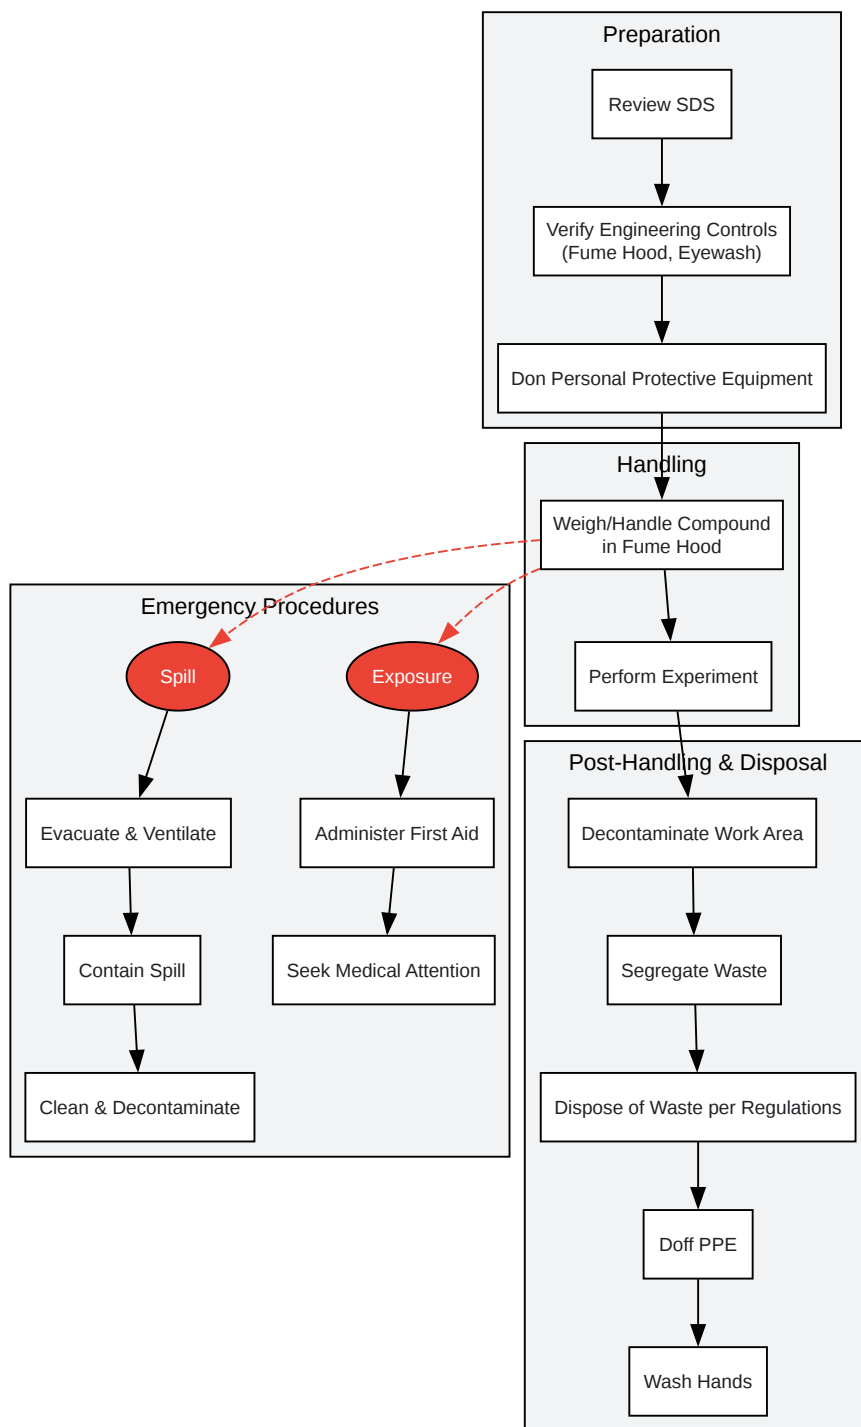 Preparation
Review SDS
Verify Engineering Controls
(Fume Hood, Eyewash)
Don Personal Protective Equipment
Handling
Weigh/Handle Compound
in Fume Hood
Perform Experiment
Emergency Procedures
Spill
Evacuate & Ventilate
Contain Spill
Clean & Decontaminate
Exposure
Administer First Aid
Seek Medical Attention
Post-Handling & Disposal
Decontaminate Work Area
Segregate Waste
Dispose of Waste per Regulations
Doff PPE
Wash Hands